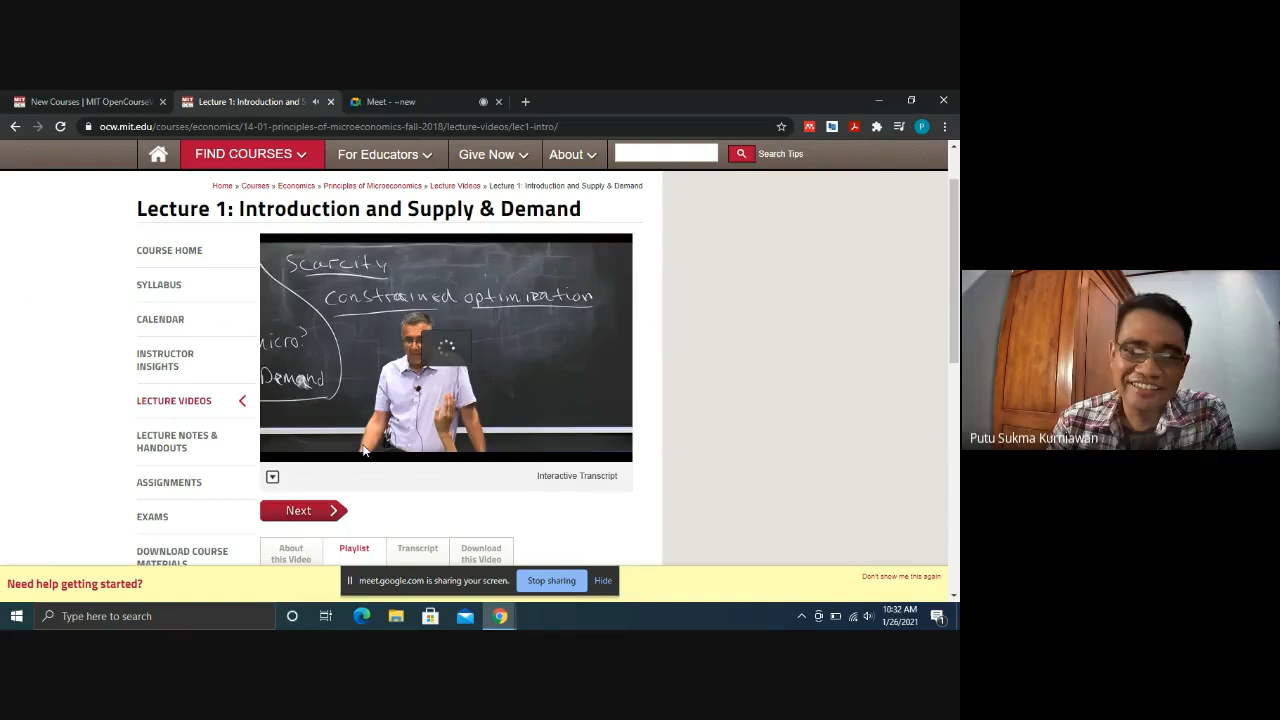 New Courses | MIT OpenCourseW
Lecture 1: Introduction and S
Meet - ~new
ocw.mit.edu/courses/economics/14-01-principles-of-microeconomics-fall-2018/lecture-videos/lec1-intro/
P
FIND COURSES
For Educators
Give Now
About
Search Tips
Home » Courses » Economics » Principles of Microeconomics » Lecture Videos » Lecture 1: Introduction and Supply & Demand
Lecture 1: Introduction and Supply & Demand
COURSE HOME
SYLLABUS
CALENDAR
INSTRUCTOR
INSIGHTS
LECTURE VIDEOS
LECTURE NOTES &
HANDOUTS
ASSIGNMENTS
EXAMS
DOWNLOAD COURSE
MATERIALS
Scarcity
constrained optimization
micro?
Demand
Interactive Transcript
Next
About
this Video
Playlist
Transcript
Download
this Video
Putu Sukma Kurniawan
Need help getting started?
Don't show me this again
meet.google.com is sharing your screen.
Stop sharing
Hide
Type here to search
10:32 AM
1/26/2021
1